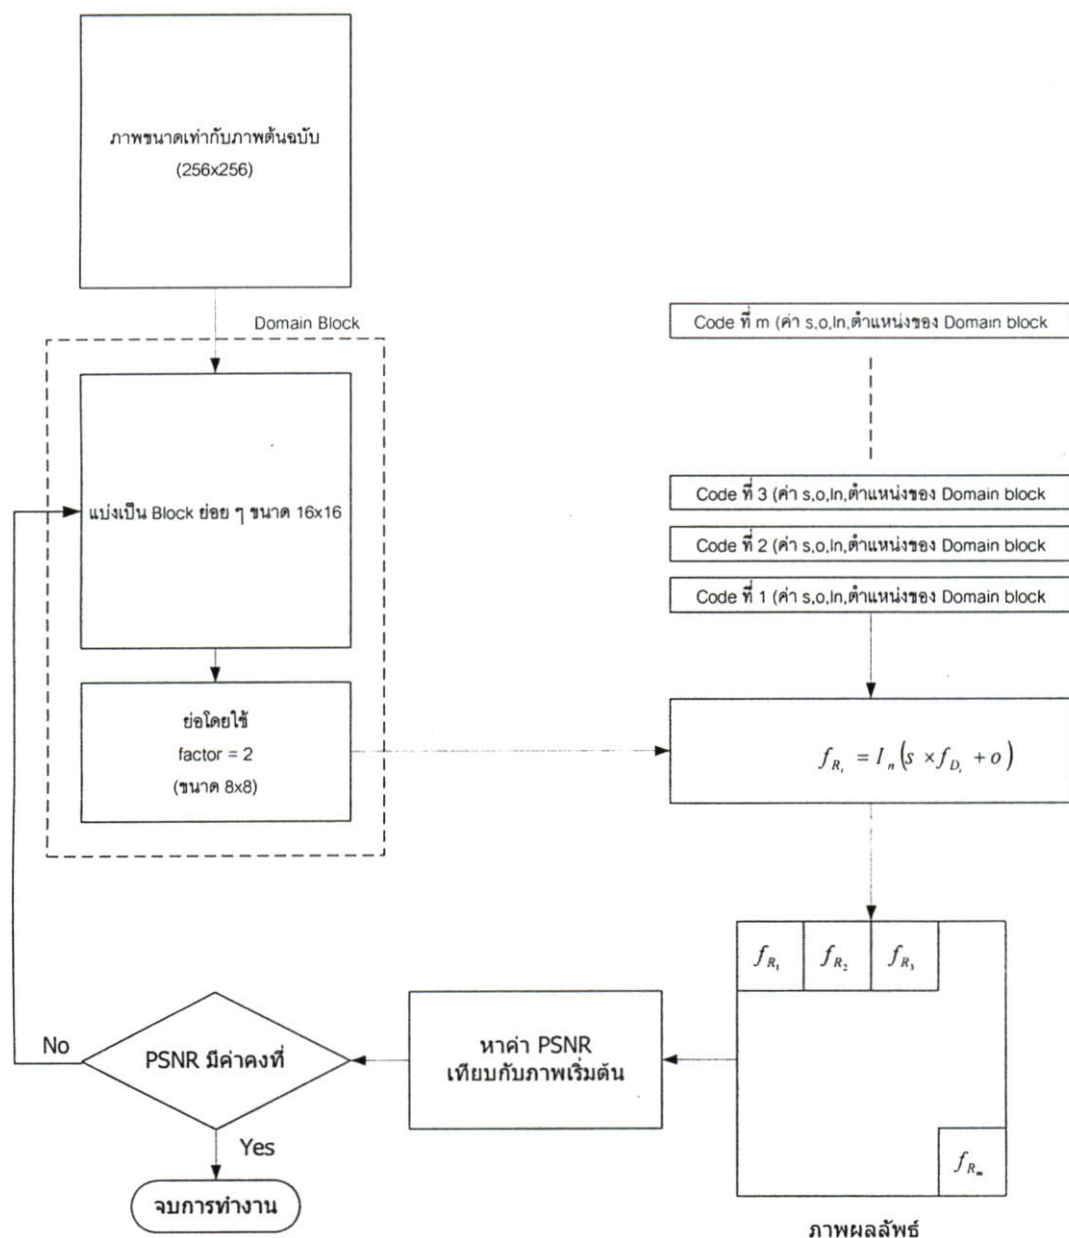 ภาพขนาดเท่ากับภาพต้นฉบับ
(256x256)
Domain Block
แบ่งเป็น Block ย่อย ๆ ขนาด 16x16
ย่อโดยใช้
factor = 2
(ขนาด 8x8)
Code ที่ m (ค่า s,o,In,ตำแหน่งของ Domain block
Code ที่ 3 (ค่า s,o,In,ตำแหน่งของ Domain block
Code ที่ 2 (ค่า s,o,In,ตำแหน่งของ Domain block
Code ที่ 1 (ค่า s,o,In,ตำแหน่งของ Domain block
f_{R_i} = I_n(s × f_{D_i} + o)
f_{R_1} f_{R_2} f_{R_3}
f_{R_m}
ภาพผลลัพธ์
หาค่า PSNR
เทียบกับภาพเริ่มต้น
PSNR มีค่าคงที่
No
Yes
จบการทำงาน